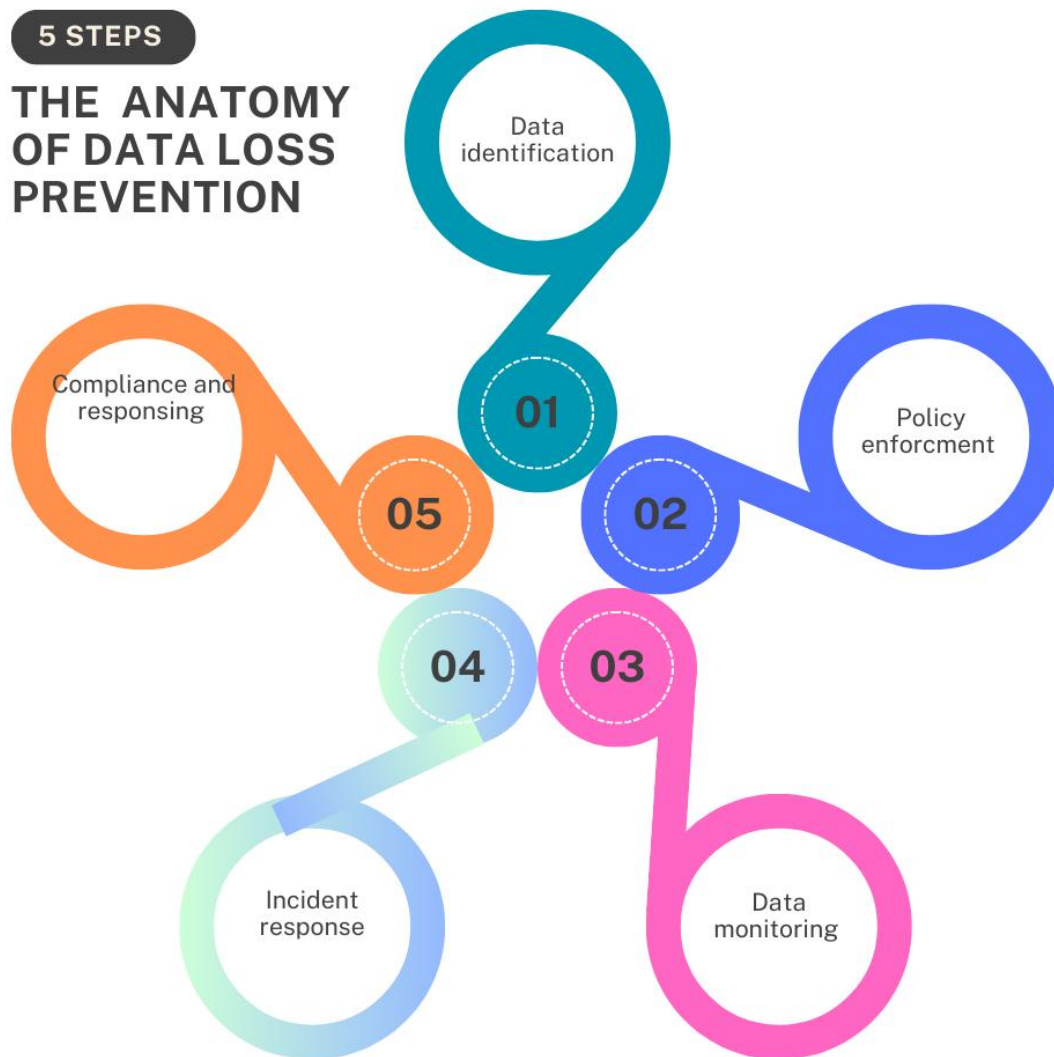 5 STEPS
THE ANATOMY
OF DATA LOSS
PREVENTION
Data
identification
01
Policy
enforcment
02
Data
monitoring
03
Incident
response
04
Compliance and
responsing
05